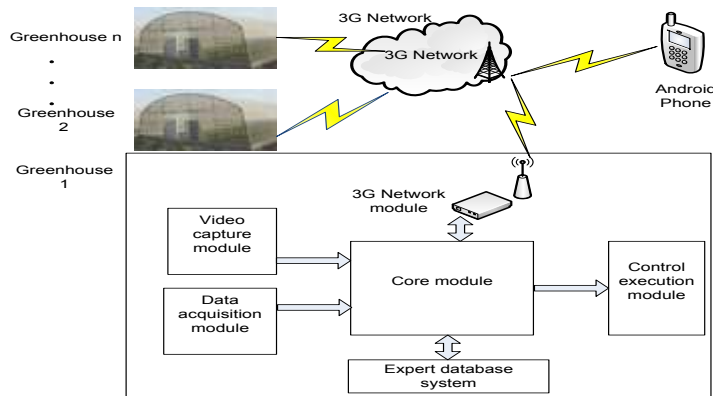 Greenhouse n
3G Network
3G Network
Android
Phone
Greenhouse
2
Greenhouse
1
3G Network
module
Video
capture
module
Core module
Control
execution
module
Data
acquisition
module
Expert database
system